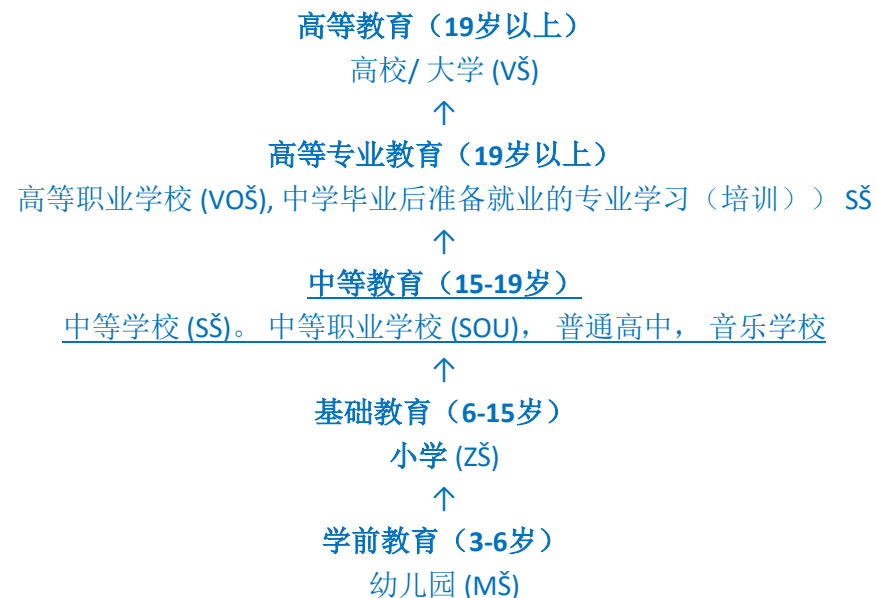 高等教育（19岁以上）
高校/ 大学 (VŠ)
↑
高等专业教育（19岁以上）
高等职业学校 (VOŠ), 中学毕业后准备就业的专业学习（培训）） SŠ
↑
中等教育（15-19岁）
中等学校 (SŠ)。 中等职业学校 (SOU)， 普通高中， 音乐学校
↑
基础教育（6-15岁）
小学 (ZŠ)
↑
学前教育（3-6岁）
幼儿园 (MŠ)